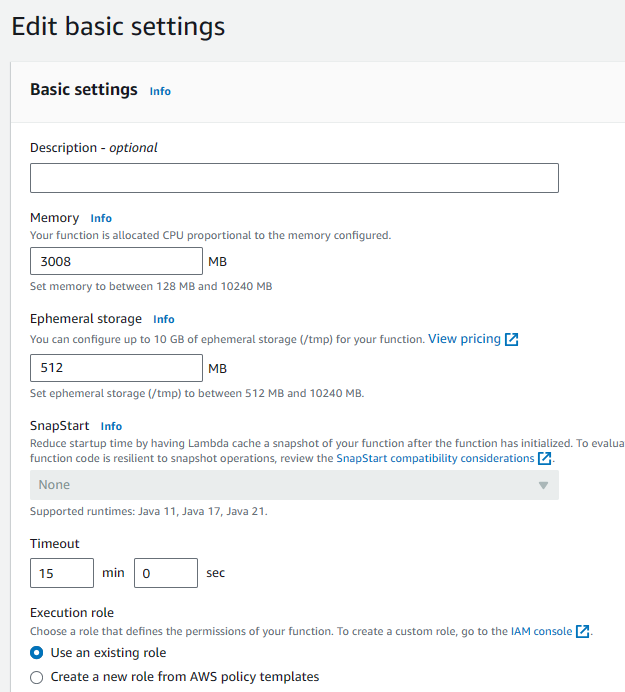 Edit basic settings
Basic settings Info
Description - optional
Memory Info
Your function is allocated CPU proportional to the memory configured.
3008 MB
Set memory to between 128 MB and 10240 MB
Ephemeral storage Info
You can configure up to 10 GB of ephemeral storage (/tmp) for your function. View pricing
512 MB
Set ephemeral storage (/tmp) to between 512 MB and 10240 MB.
SnapStart Info
Reduce startup time by having Lambda cache a snapshot of your function after the function has initialized. To evalua
function code is resilient to snapshot operations, review the SnapStart compatibility considerations.
None
Supported runtimes: Java 11, Java 17, Java 21.
Timeout
15 min 0 sec
Execution role
Choose a role that defines the permissions of your function. To create a custom role, go to the IAM console.
Use an existing role
Create a new role from AWS policy templates